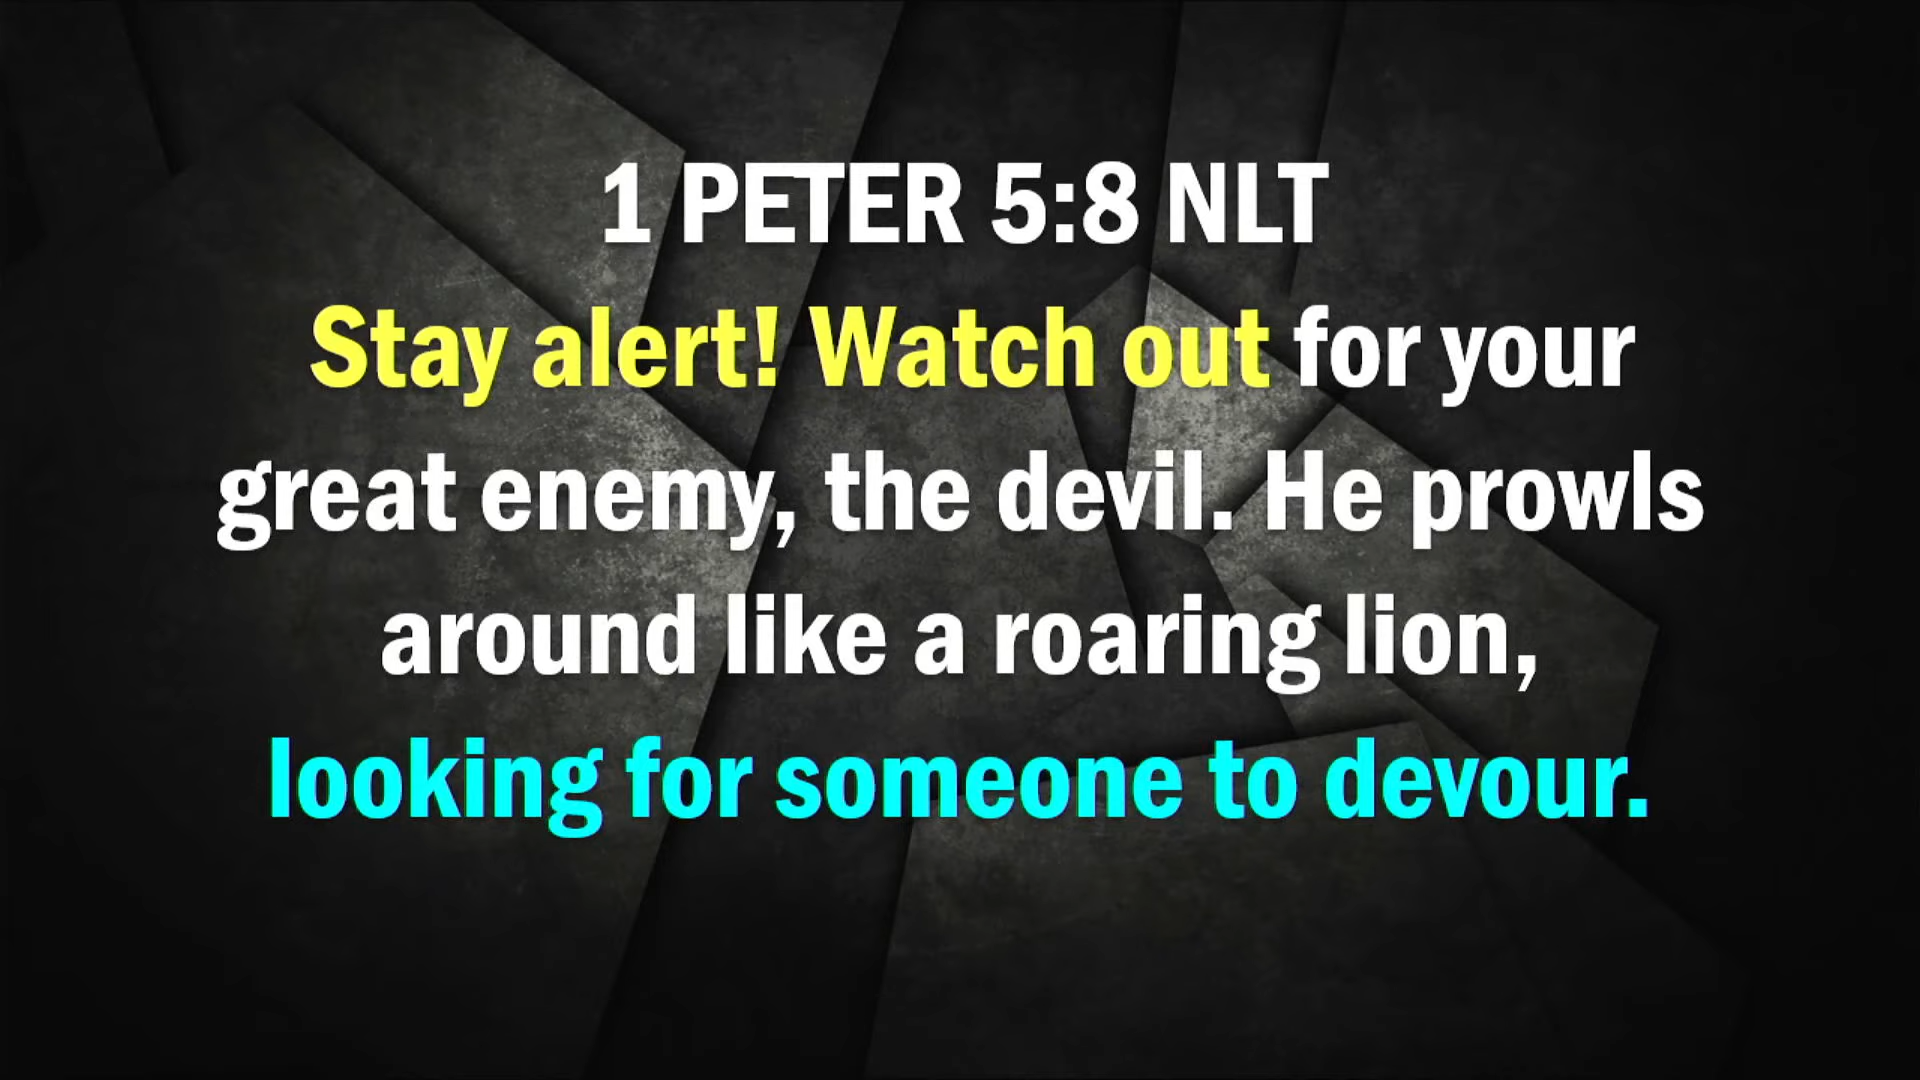 1 PETER 5:8 NLT
Stay alert! Watch out for your
great enemy, the devil. He prowls
around like a roaring lion,
looking for someone to devour.